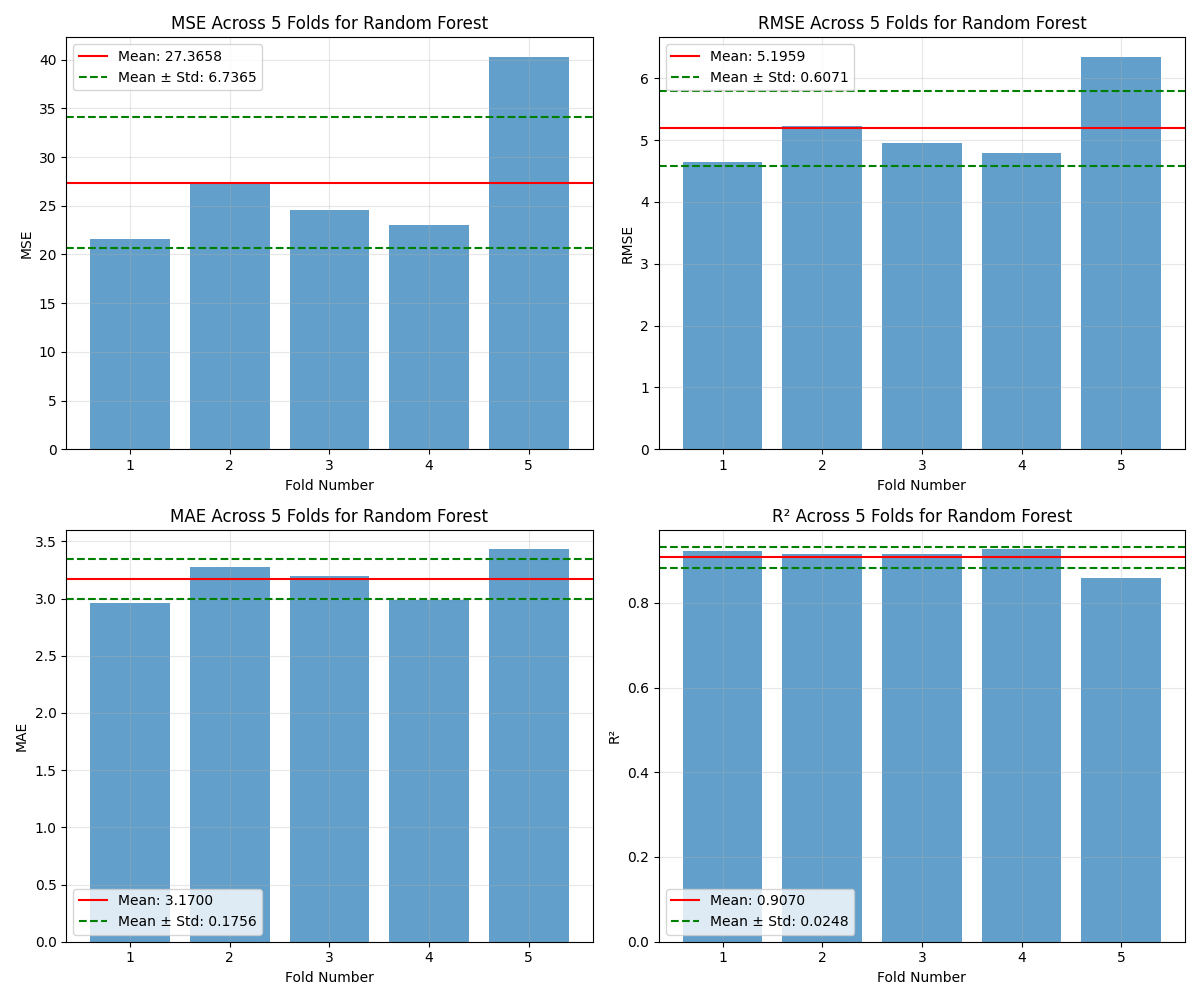 MSE Across 5 Folds for Random Forest
Mean: 27.3658
Mean ± Std: 6.7365
MSE
40
35
30
25
20
15
10
5
0
1 2 3 4 5
Fold Number
RMSE Across 5 Folds for Random Forest
Mean: 5.1959
Mean ± Std: 0.6071
RMSE
6
5
4
3
2
1
0
1 2 3 4 5
Fold Number
MAE Across 5 Folds for Random Forest
MAE
3.5
3.0
2.5
2.0
1.5
1.0
0.5
0.0
Mean: 3.1700
Mean ± Std: 0.1756
1 2 3 4 5
Fold Number
R² Across 5 Folds for Random Forest
R²
0.8
0.6
0.4
0.2
0.0
Mean: 0.9070
Mean ± Std: 0.0248
1 2 3 4 5
Fold Number